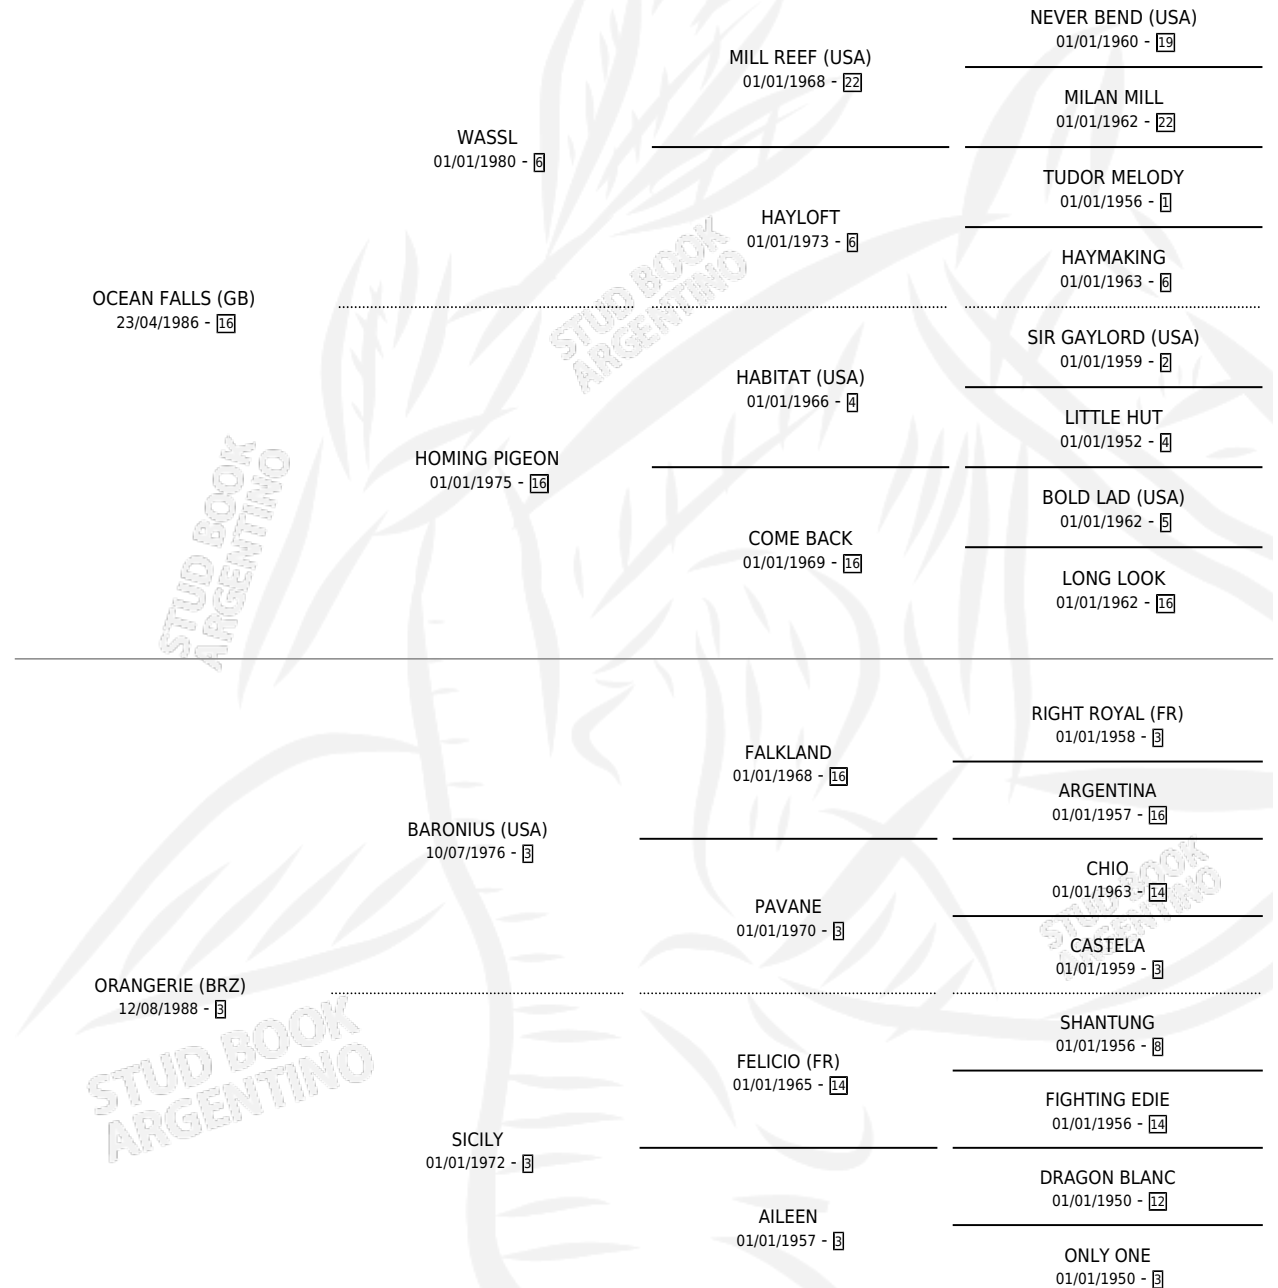 NEVER BEND (USA)
01/01/1960 - 19
MILL REEF (USA)
01/01/1968 - 22
MILAN MILL
01/01/1962 - 22
WASSL
01/01/1980 - 6
TUDOR MELODY
01/01/1956 - 1
HAYLOFT
01/01/1973 - 6
HAYMAKING
01/01/1963 - 6
OCEAN FALLS (GB)
23/04/1986 - 16
STUD BOOK
ARGENTINO
SIR GAYLORD (USA)
01/01/1959 - 2
HABITAT (USA)
01/01/1966 - 4
LITTLE HUT
01/01/1952 - 4
HOMING PIGEON
01/01/1975 - 16
BOLD LAD (USA)
01/01/1962 - 5
COME BACK
01/01/1969 - 16
LONG LOOK
01/01/1962 - 16
STUD BOOK
ARGENTINO
RIGHT ROYAL (FR)
01/01/1958 - 3
FALKLAND
01/01/1968 - 16
ARGENTINA
01/01/1957 - 16
BARONIUS (USA)
10/07/1976 - 3
CHIO
01/01/1963 - 14
PAVANE
01/01/1970 - 3
CASTELA
01/01/1959 - 3
STUD BOOK
ARGENTINO
ORANGERIE (BRZ)
12/08/1988 - 3
STUD BOOK
ARGENTINO
SHANTUNG
01/01/1956 - 8
FELICIO (FR)
01/01/1965 - 14
FIGHTING EDIE
01/01/1956 - 14
SICILY
01/01/1972 - 3
DRAGON BLANC
01/01/1950 - 12
AILEEN
01/01/1957 - 3
ONLY ONE
01/01/1950 - 3